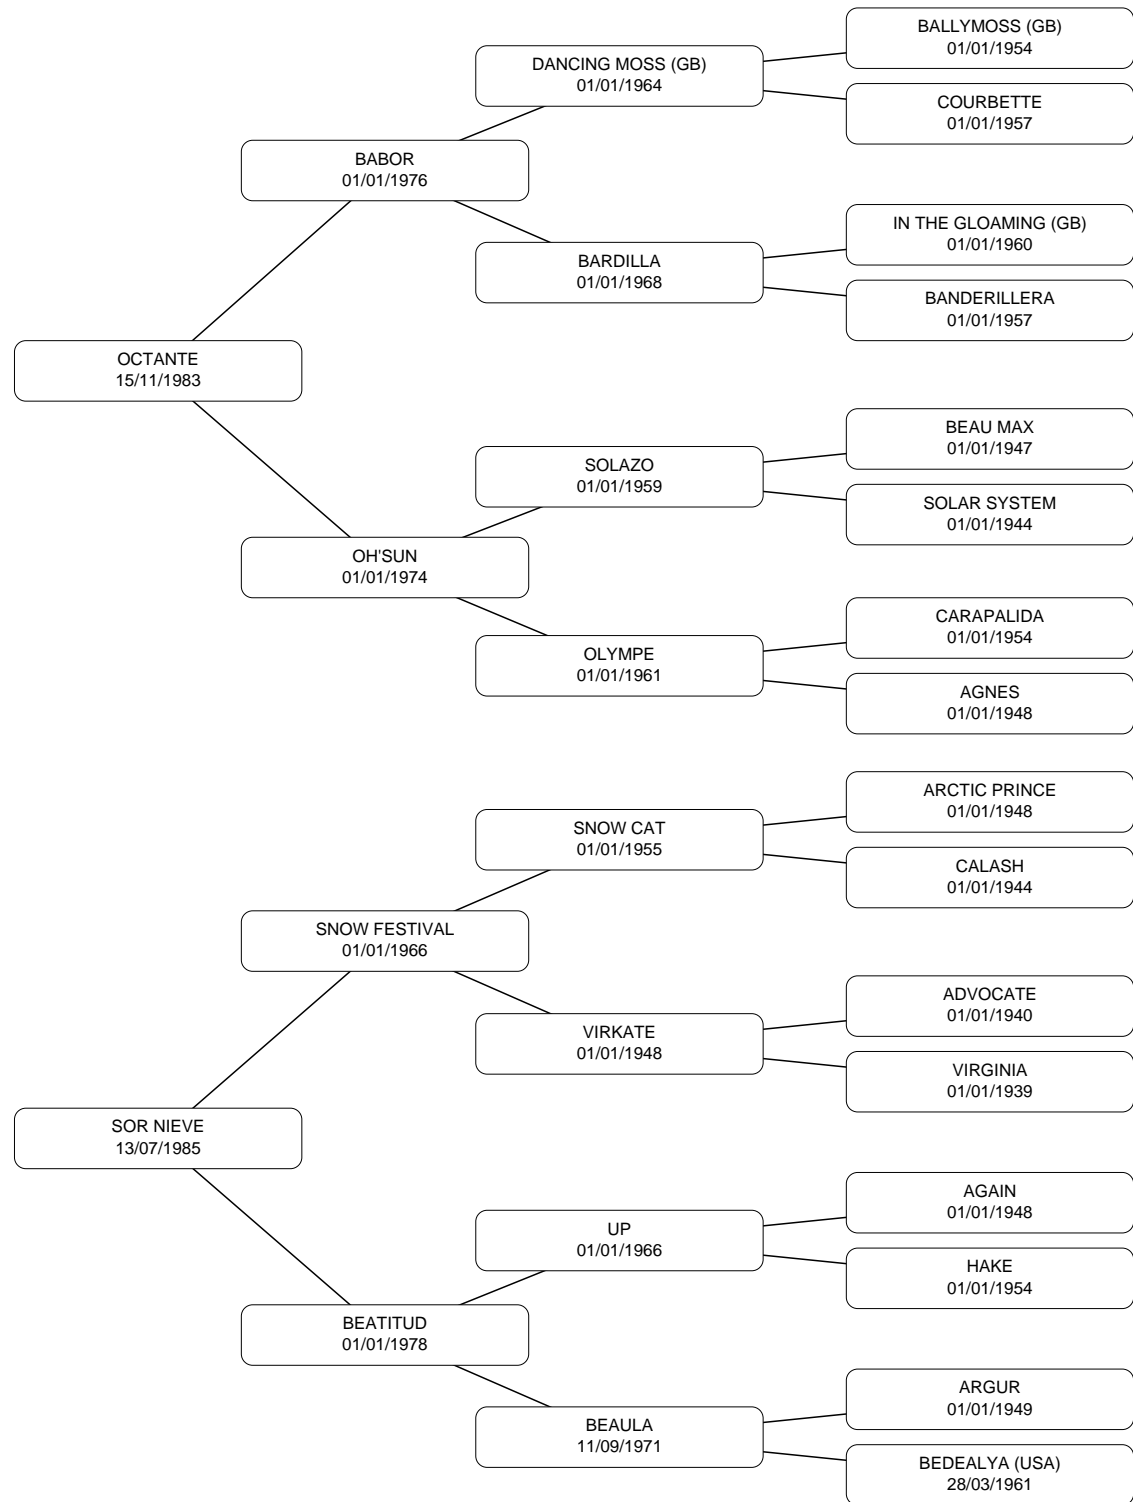 BALLYMOSS (GB)
01/01/1954
DANCING MOSS (GB)
01/01/1964
COURBETTE
01/01/1957
BABOR
01/01/1976
IN THE GLOAMING (GB)
01/01/1960
BARDILLA
01/01/1968
BANDERILLERA
01/01/1957
OCTANTE
15/11/1983
BEAU MAX
01/01/1947
SOLAZO
01/01/1959
SOLAR SYSTEM
01/01/1944
OH'SUN
01/01/1974
CARAPALIDA
01/01/1954
OLYMPE
01/01/1961
AGNES
01/01/1948
ARCTIC PRINCE
01/01/1948
SNOW CAT
01/01/1955
CALASH
01/01/1944
SNOW FESTIVAL
01/01/1966
ADVOCATE
01/01/1940
VIRKATE
01/01/1948
VIRGINIA
01/01/1939
SOR NIEVE
13/07/1985
AGAIN
01/01/1948
UP
01/01/1966
HAKE
01/01/1954
BEATITUD
01/01/1978
ARGUR
01/01/1949
BEAULA
11/09/1971
BEDEALYA (USA)
28/03/1961